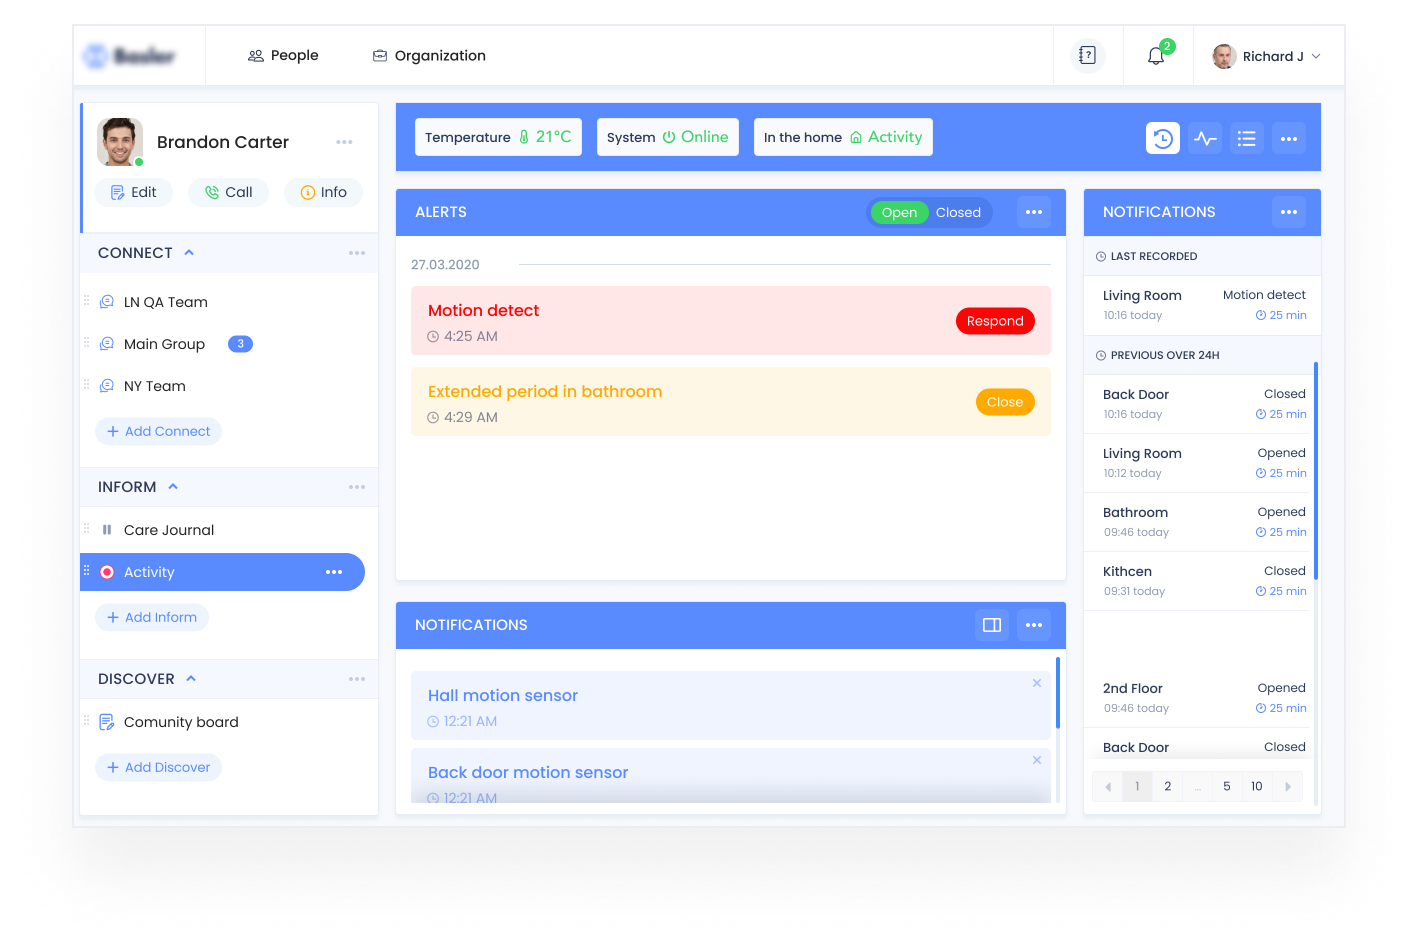 Basler
People
Organization
2
Richard J
Brandon Carter
Edit
Call
Info
CONNECT
LN QA Team
Main Group
3
NY Team
+ Add Connect
INFORM
Care Journal
Activity
+ Add Inform
DISCOVER
Comunity board
+ Add Discover
Temperature 21°C
System Online
In the home Activity
ALERTS
Open Closed
27.03.2020
Motion detect
4:25 AM
Respond
Extended period in bathroom
4:29 AM
Close
NOTIFICATIONS
Hall motion sensor
12:21 AM
Back door motion sensor
12:21 AM
NOTIFICATIONS
LAST RECORDED
Living Room Motion detect
10:16 today 25 min
PREVIOUS OVER 24H
Back Door Closed
10:16 today 25 min
Living Room Opened
10:12 today 25 min
Bathroom Opened
09:46 today 25 min
Kithcen Closed
09:31 today 25 min
2nd Floor Opened
09:46 today 25 min
Back Door Closed
1 2 ... 5 10